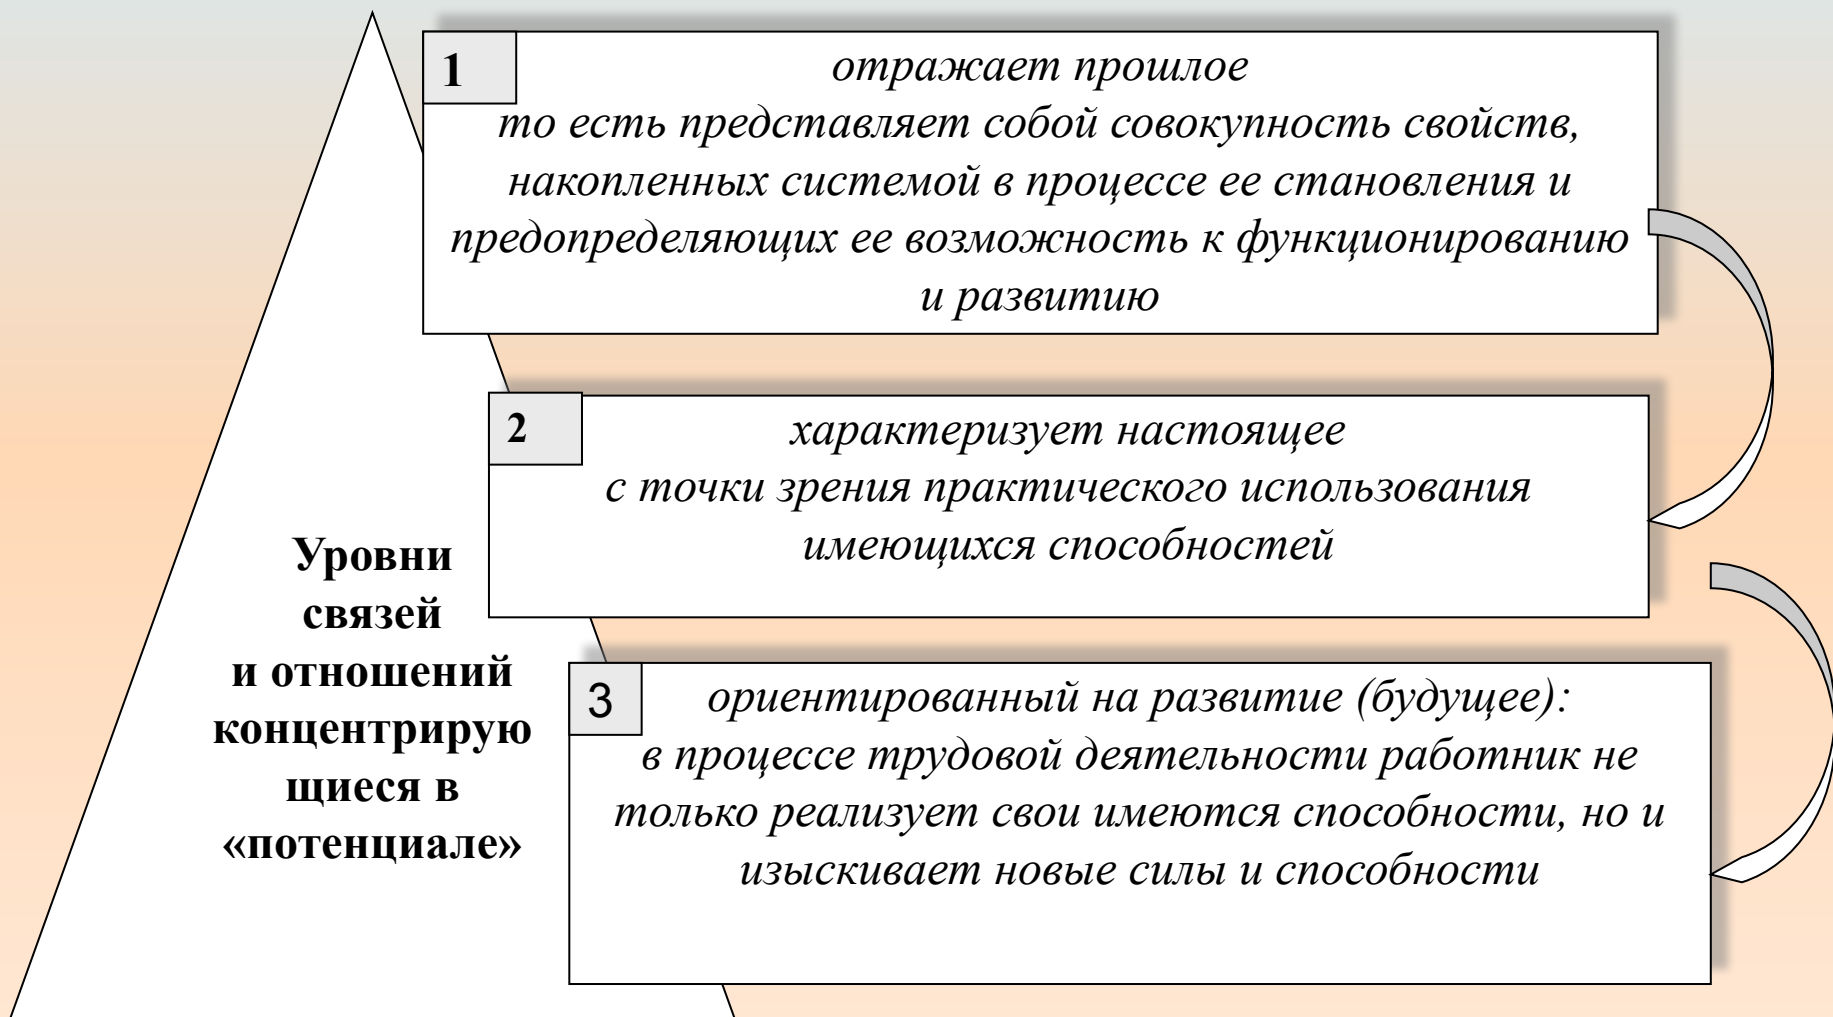 1
отражает прошлое
то есть представляет собой совокупность свойств,
накопленных системой в процессе ее становления и
предопределяющих ее возможность к функционированию
и развитию
2
характеризует настоящее
с точки зрения практического использования
имеющихся способностей
Уровни
связей
и отношений
концентрирую
щиеся в
«потенциале»
3
ориентированный на развитие (будущее):
в процессе трудовой деятельности работник не
только реализует свои имеются способности, но и
изыскивает новые силы и способности